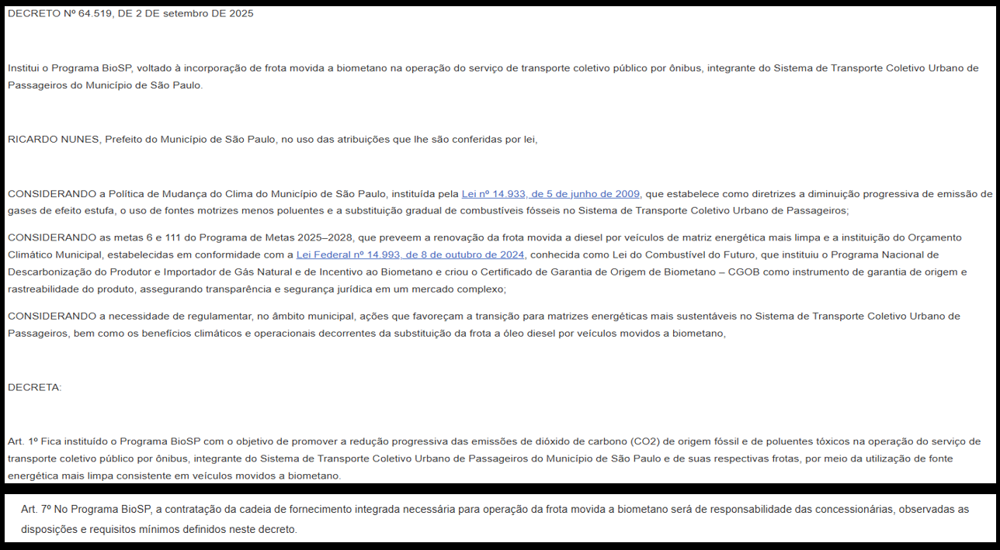 DECRETO Nº 64.519, DE 2 DE setembro DE 2025
Institui o Programa BioSP, voltado à incorporação de frota movida a biometano na operação do serviço de transporte coletivo público por ônibus, integrante do Sistema de Transporte Coletivo Urbano de
Passageiros do Município de São Paulo.
RICARDO NUNES, Prefeito do Município de São Paulo, no uso das atribuições que lhe são conferidas por lei,
CONSIDERANDO a Política de Mudança do Clima do Município de São Paulo, instituída pela Lei nº 14.933, de 5 de junho de 2009, que estabelece como diretrizes a diminuição progressiva de emissão de
gases de efeito estufa, o uso de fontes motrizes menos poluentes e a substituição gradual de combustíveis fósseis no Sistema de Transporte Coletivo Urbano de Passageiros;
CONSIDERANDO as metas 6 e 111 do Programa de Metas 2025–2028, que preveem a renovação da frota movida a diesel por veículos de matriz energética mais limpa e a instituição do Orçamento
Climático Municipal, estabelecidas em conformidade com a Lei Federal nº 14.993, de 8 de outubro de 2024, conhecida como Lei do Combustível do Futuro, que instituiu o Programa Nacional de
Descarbonização do Produtor e Importador de Gás Natural e de Incentivo ao Biometano e criou o Certificado de Garantia de Origem de Biometano – CGOB como instrumento de garantia de origem e
rastreabilidade do produto, assegurando transparência e segurança jurídica em um mercado complexo;
CONSIDERANDO a necessidade de regulamentar, no âmbito municipal, ações que favoreçam a transição para matrizes energéticas mais sustentáveis no Sistema de Transporte Coletivo Urbano de
Passageiros, bem como os benefícios climáticos e operacionais decorrentes da substituição da frota a óleo diesel por veículos movidos a biometano,
DECRETA:
Art. 1º Fica instituído o Programa BioSP com o objetivo de promover a redução progressiva das emissões de dióxido de carbono (CO2) de origem fóssil e de poluentes tóxicos na operação do serviço de
transporte coletivo público por ônibus, integrante do Sistema de Transporte Coletivo Urbano de Passageiros do Município de São Paulo e de suas respectivas frotas, por meio da utilização de fonte
energética mais limpa consistente em veículos movidos a biometano.
Art. 7º No Programa BioSP, a contratação da cadeia de fornecimento integrada necessária para operação da frota movida a biometano será de responsabilidade das concessionárias, observadas as
disposições e requisitos mínimos definidos neste decreto.